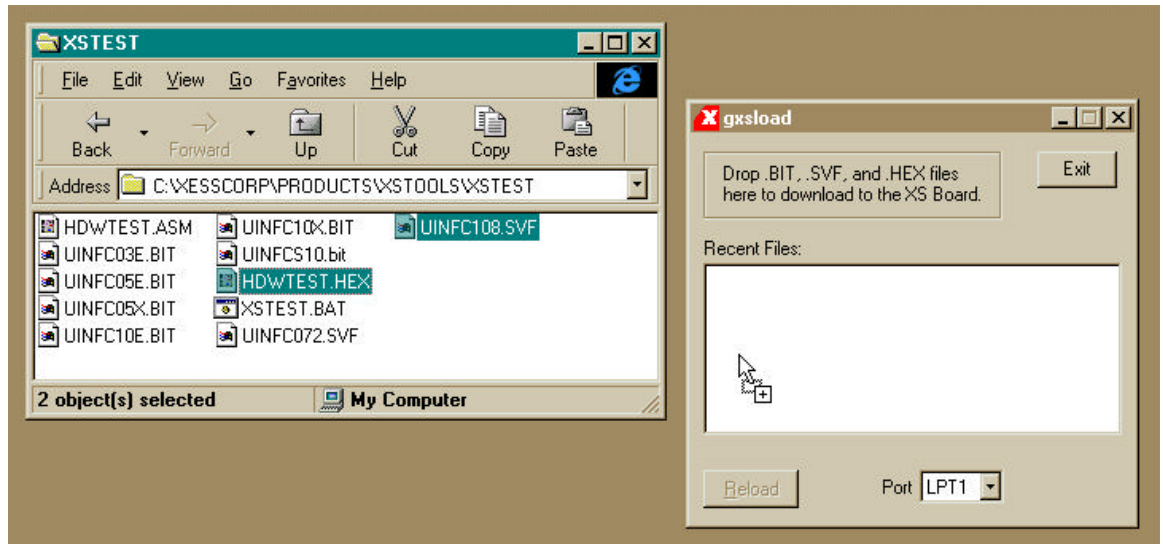 XSTEST
File Edit View Go Favorites Help
Back Forward Up Cut Copy Paste
Address C:\XESSCORP\PRODUCTS\XSTOOLS\XSTEST
HDWTEST.ASM UINFC10X.BIT UINFC108.SVF
UINFC03E.BIT UINFCS10.bit
UINFC05E.BIT HDWTEST.HEX
UINFC05X.BIT XSTEST.BAT
UINFC10E.BIT UINFC072.SVF
2 object(s) selected My Computer
X gxsload
Drop .BIT, .SVF, and .HEX files
here to download to the XS Board.
Exit
Recent Files:
Reload Port LPT1